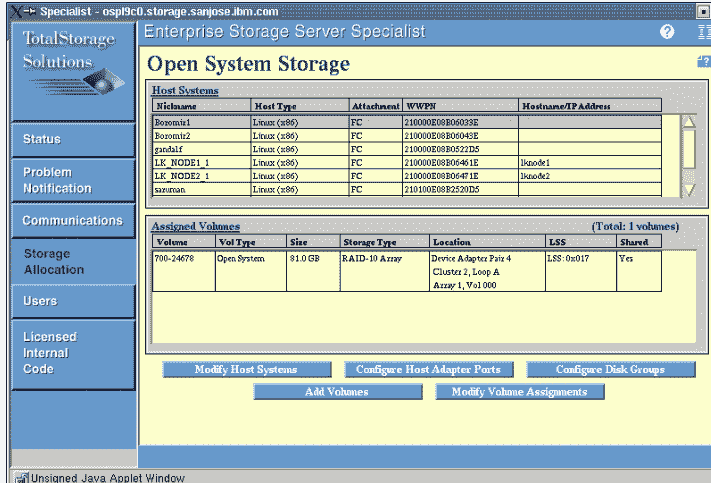 Specialist - ospl9c0.storage.sanjose.ibm.com
TotalStorage
Solutions
Enterprise Storage Server Specialist
?
Open System Storage
?
Host Systems
Nickname Host Type Attachment WWPN Hostname/IP Address
Boromir1 Linux (x86) FC 210000E08B06033E
Boromir2 Linux (x86) FC 210000E08B06043E
gandalf Linux (x86) FC 210000E08B0522D5
LK_NODE1_1 Linux (x86) FC 210000E08B06461E lknode1
LK_NODE2_1 Linux (x86) FC 210000E08B06471E lknode2
saruman Linux (x86) FC 210100E08B2520D5
Status
Problem
Notification
Communications
Storage
Allocation
Users
Licensed
Internal
Code
Assigned Volumes (Total: 1 volumes)
Volume Vol Type Size Storage Type Location LSS Shared
700-24678 Open System 81.0 GB RAID-10 Array Device Adapter Pair 4 LSS: 0x017 Yes
Cluster 2, Loop A
Array 1, Vol 000
Modify Host Systems Configure Host Adapter Ports Configure Disk Groups
Add Volumes Modify Volume Assignments
Unsigned Java Applet Window